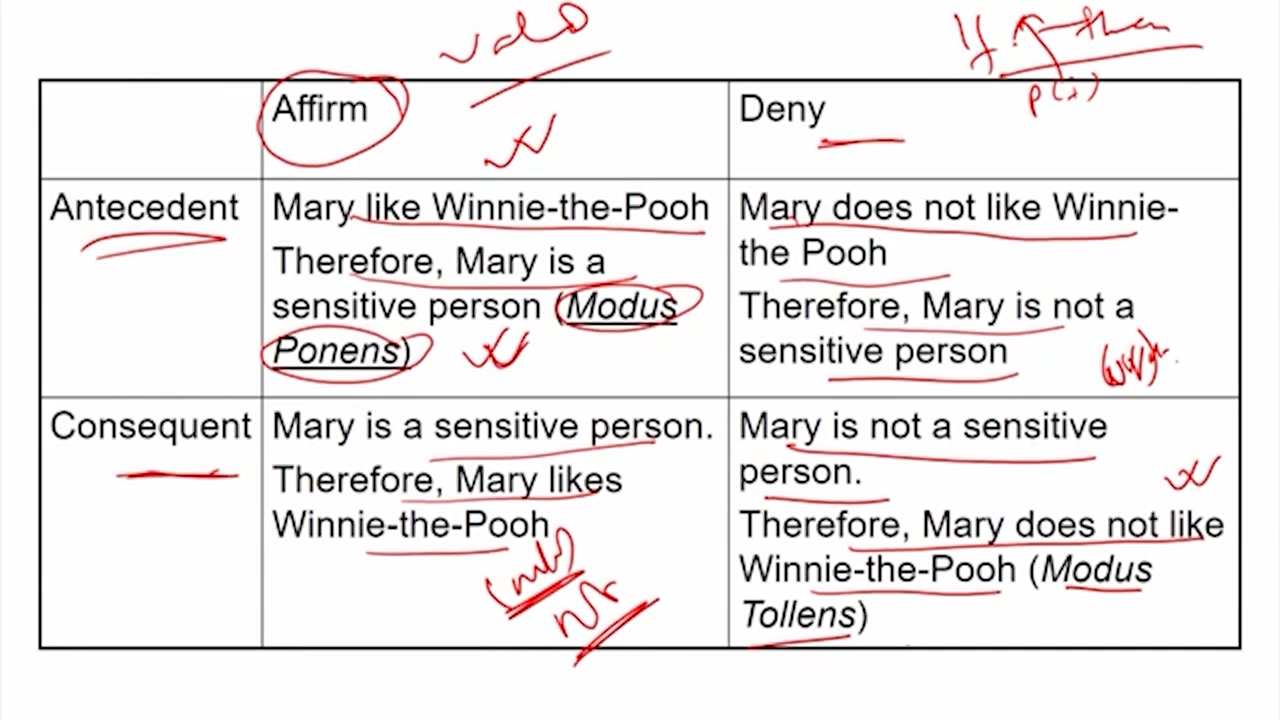 valid
If then
p(x)
Affirm
Deny
Antecedent
Mary like Winnie-the-Pooh
Therefore, Mary is a
sensitive person (Modus
Ponens)
Mary does not like Winnie-
the Pooh
Therefore, Mary is not a
sensitive person
Consequent
Mary is a sensitive person.
Therefore, Mary likes
Winnie-the-Pooh
Mary is not a sensitive
person.
Therefore, Mary does not like
Winnie-the-Pooh (Modus
Tollens)